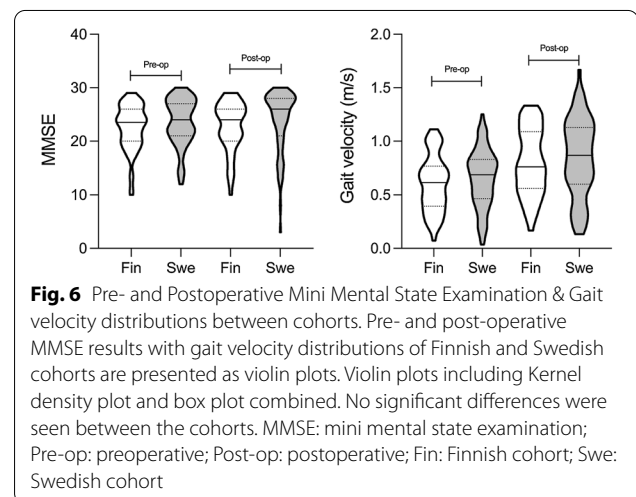 40
30
20
10
0
MMSE
Pre-op
Post-op
Fin Swe Fin Swe
2.0
1.5
1.0
0.5
0.0
Gait velocity (m/s)
Pre-op
Post-op
Fin Swe Fin Swe
Fig. 6 Pre- and Postoperative Mini Mental State Examination & Gait
velocity distributions between cohorts. Pre- and post-operative
MMSE results with gait velocity distributions of Finnish and Swedish
cohorts are presented as violin plots. Violin plots including Kernel
density plot and box plot combined. No significant differences were
seen between the cohorts. MMSE: mini mental state examination;
Pre-op: preoperative; Post-op: postoperative; Fin: Finnish cohort; Swe:
Swedish cohort